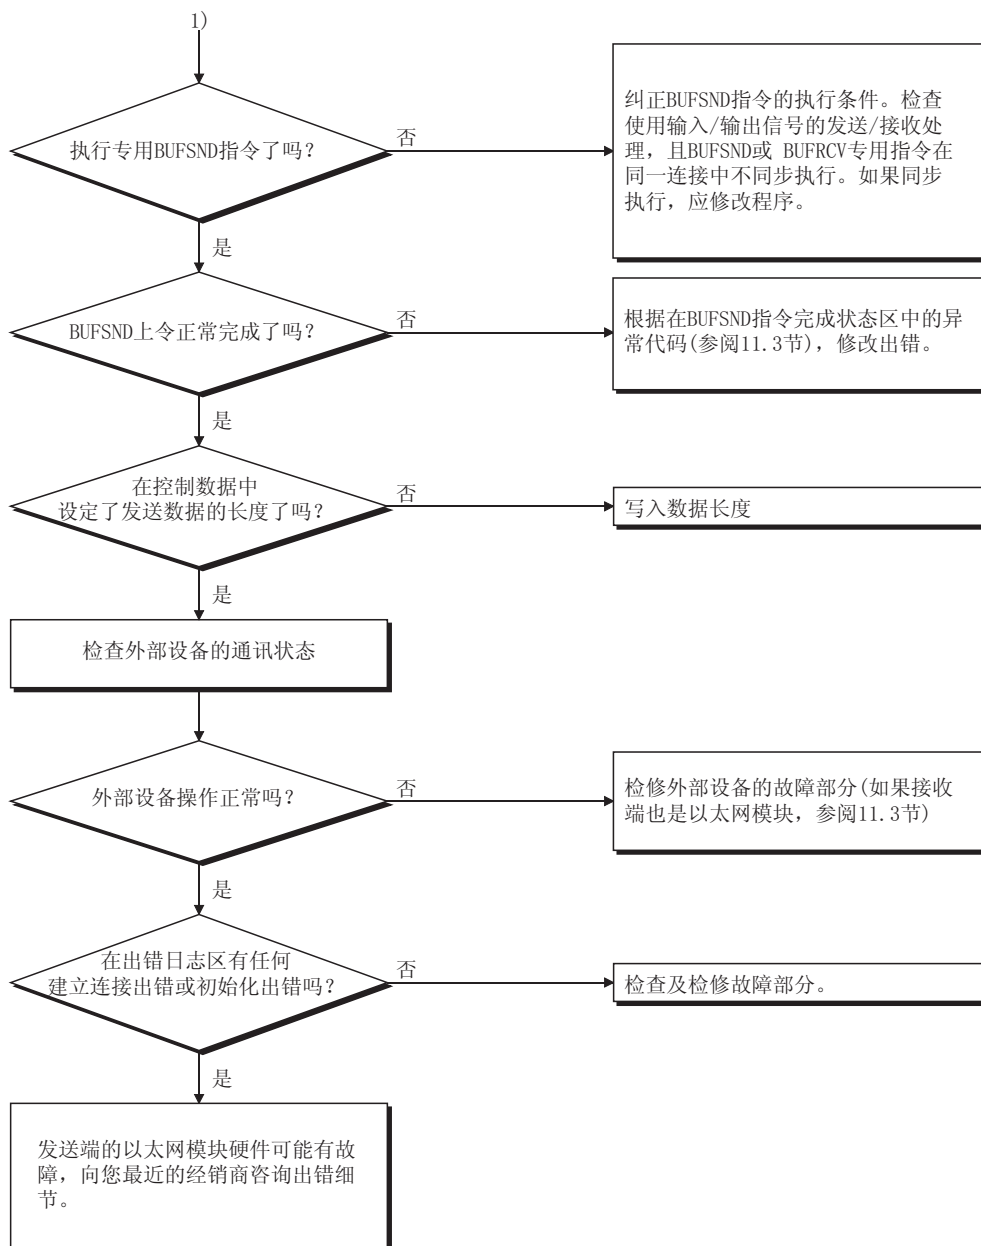 1)
执行专用BUFSND指令了吗？
否
纠正BUFSND指令的执行条件。检查
使用输入/输出信号的发送/接收处
理，且BUFSND或 BUFRCV专用指令在
同一连接中不同步执行。如果同步
执行，应修改程序。
是
BUFSND上令正常完成了吗？
否
根据在BUFSND指令完成状态区中的异
常代码(参阅11.3节)，修改出错。
是
在控制数据中
设定了发送数据的长度了吗？
否
写入数据长度
是
检查外部设备的通讯状态
外部设备操作正常吗？
否
检修外部设备的故障部分(如果接收
端也是以太网模块，参阅11.3节)
是
在出错日志区有任何
建立连接出错或初始化出错吗？
否
检查及检修故障部分。
是
发送端的以太网模块硬件可能有故
障，向您最近的经销商咨询出错细
节。